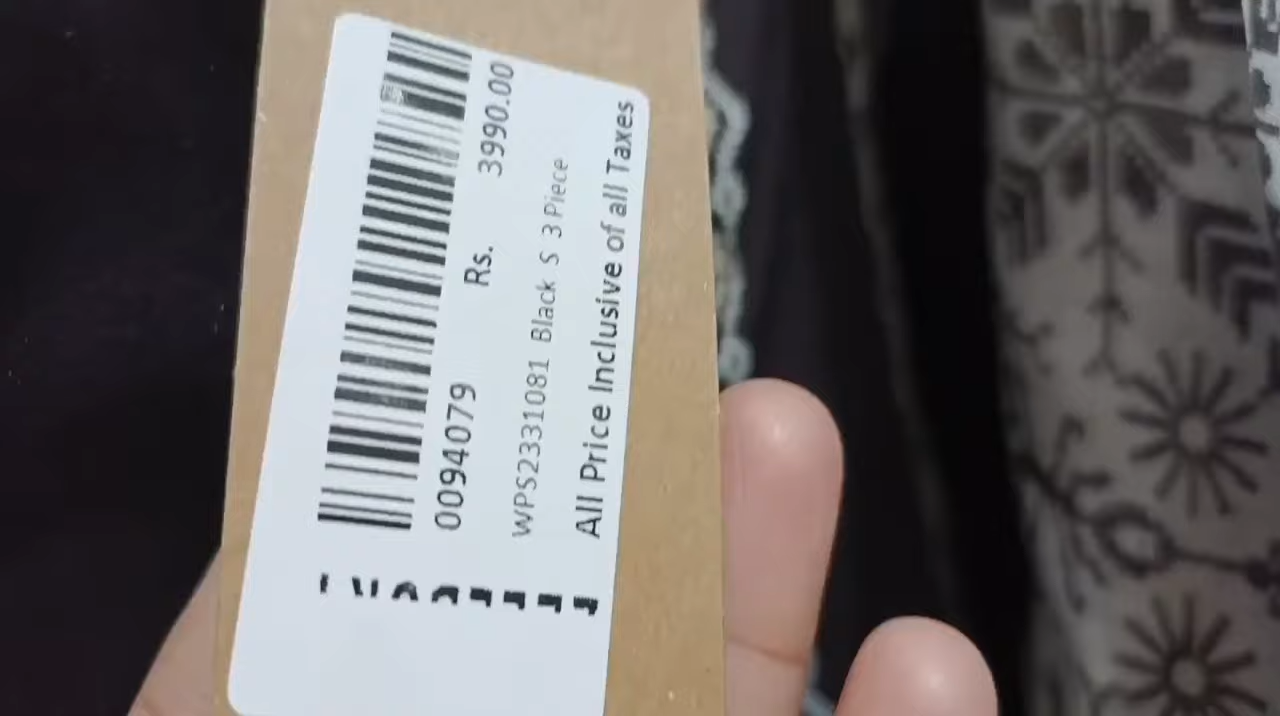 0094079 Rs. 3990.00
WPS2331081 Black S 3 Piece
All Price Inclusive of all Taxes